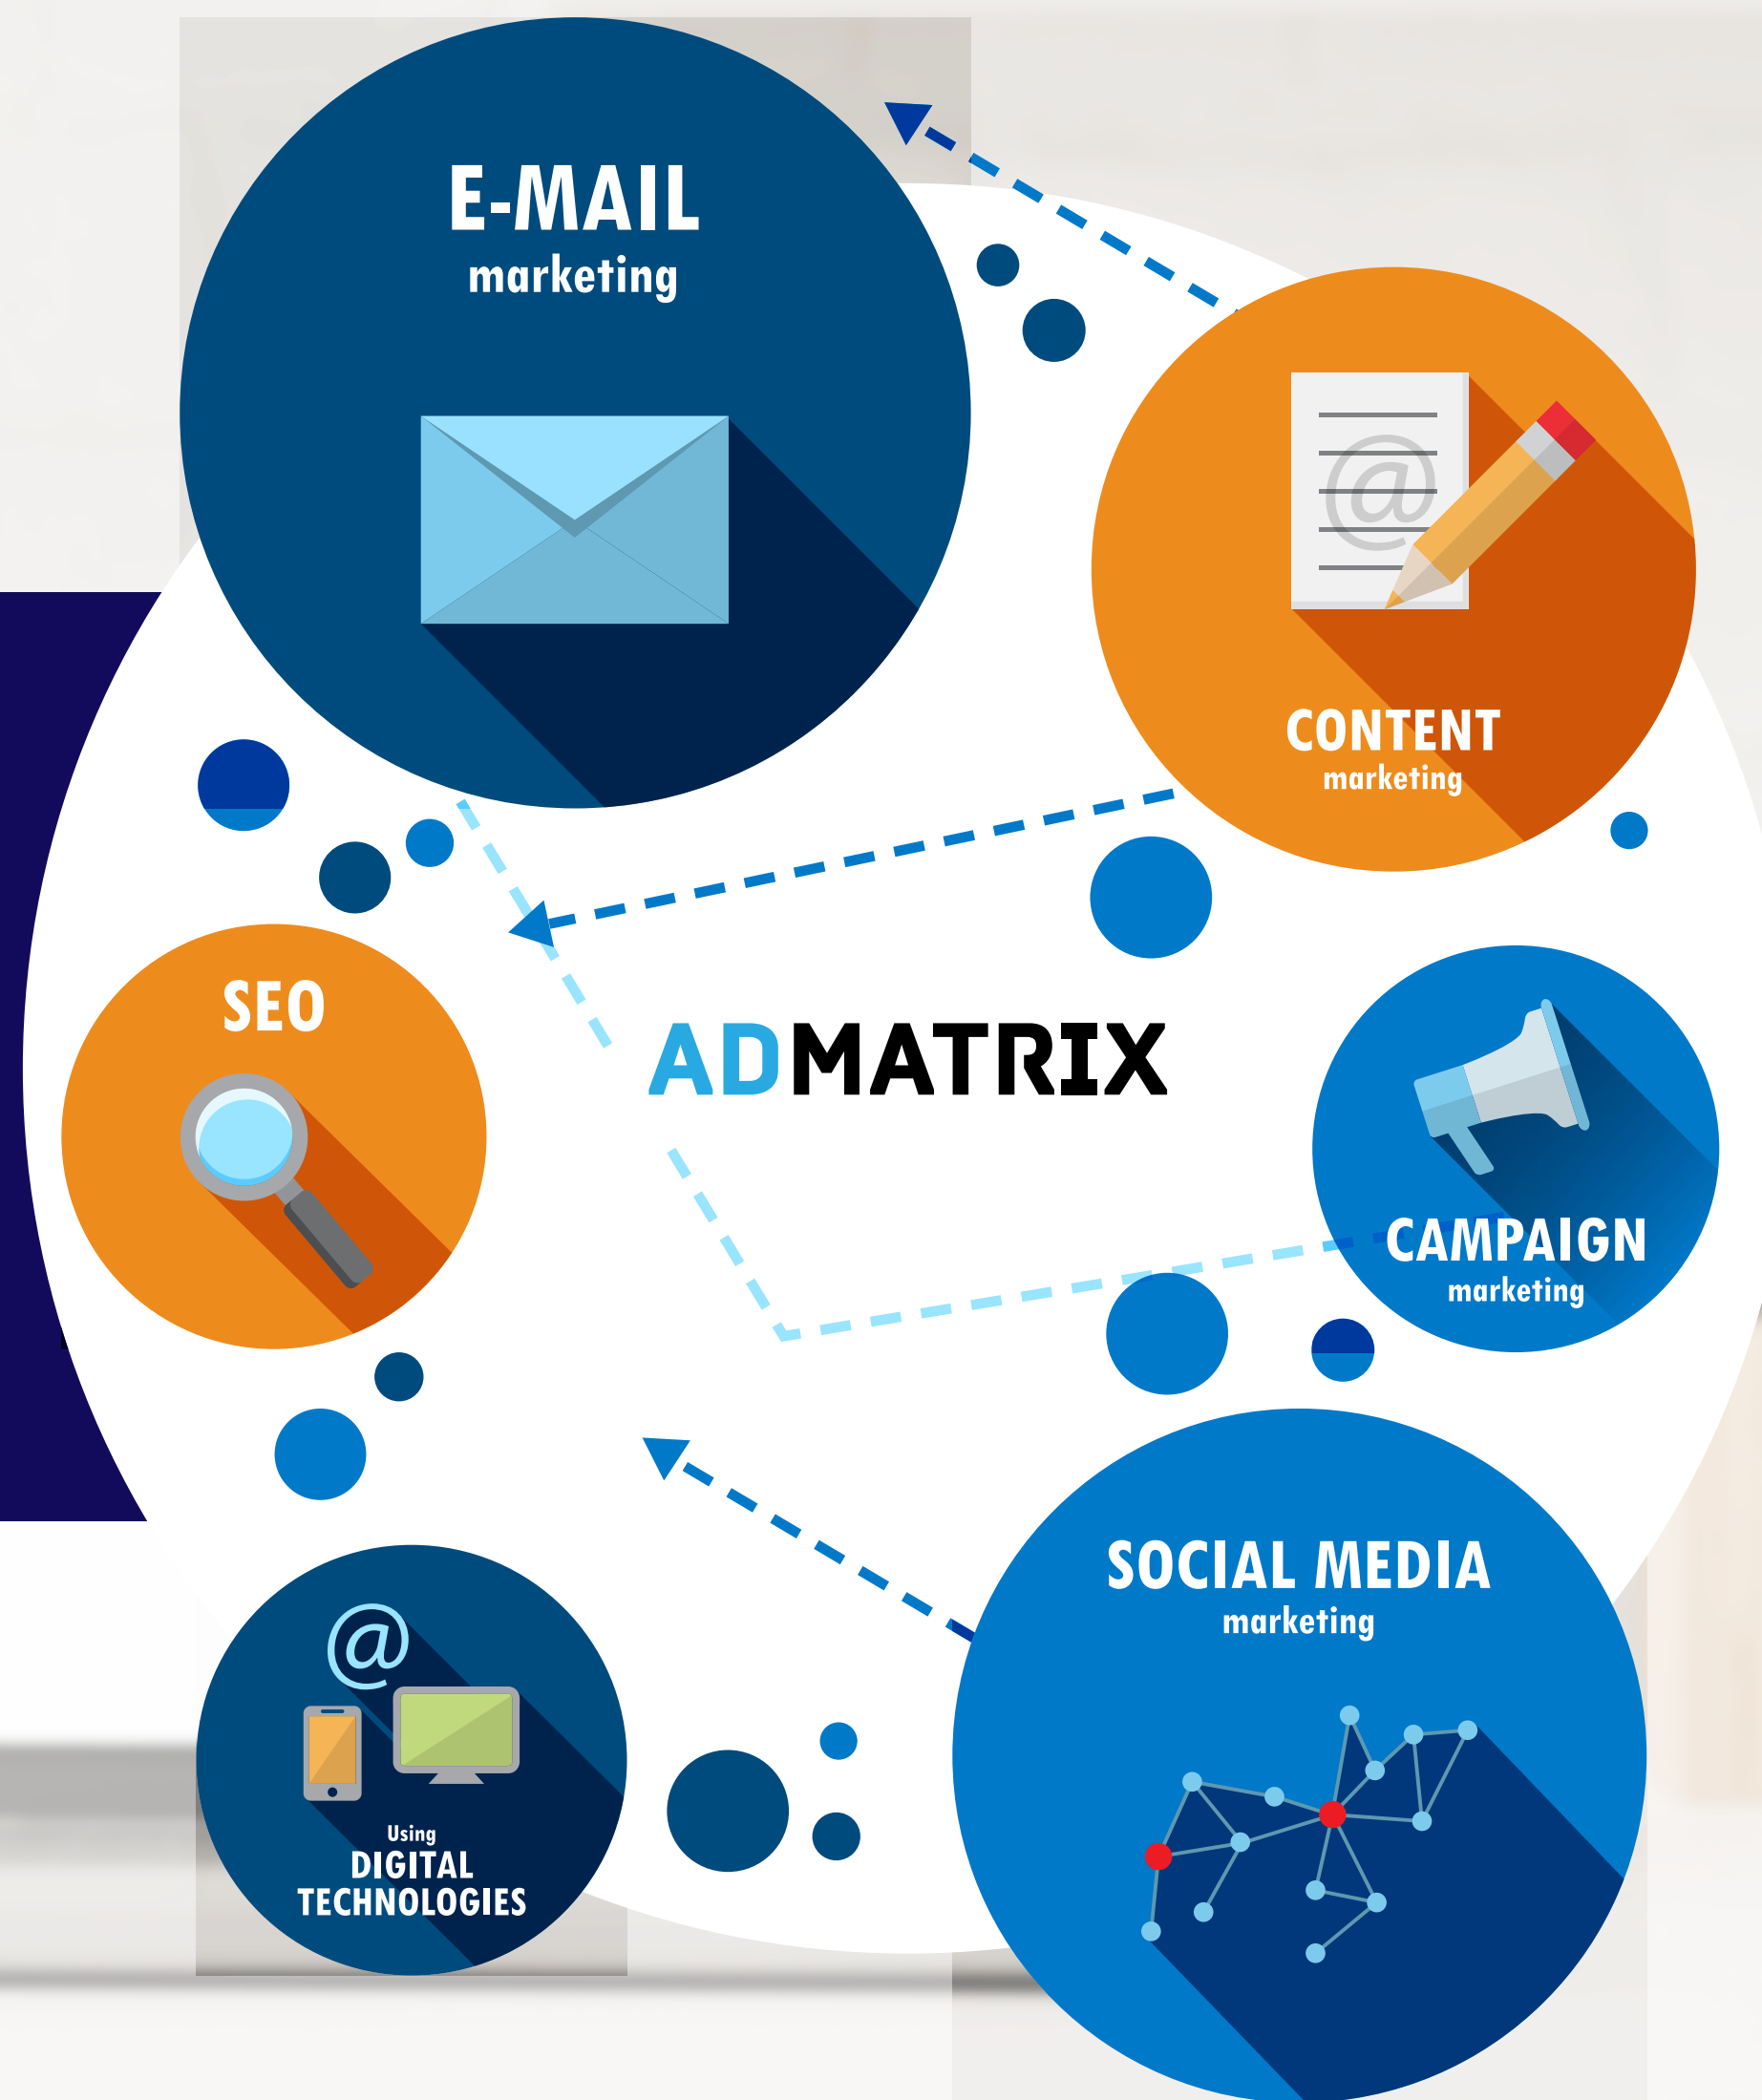 E-MAIL
marketing
@
CONTENT
marketing
SEO
ADMATRIX
CAMPAIGN
marketing
SOCIAL MEDIA
marketing
@
Using
DIGITAL
TECHNOLOGIES